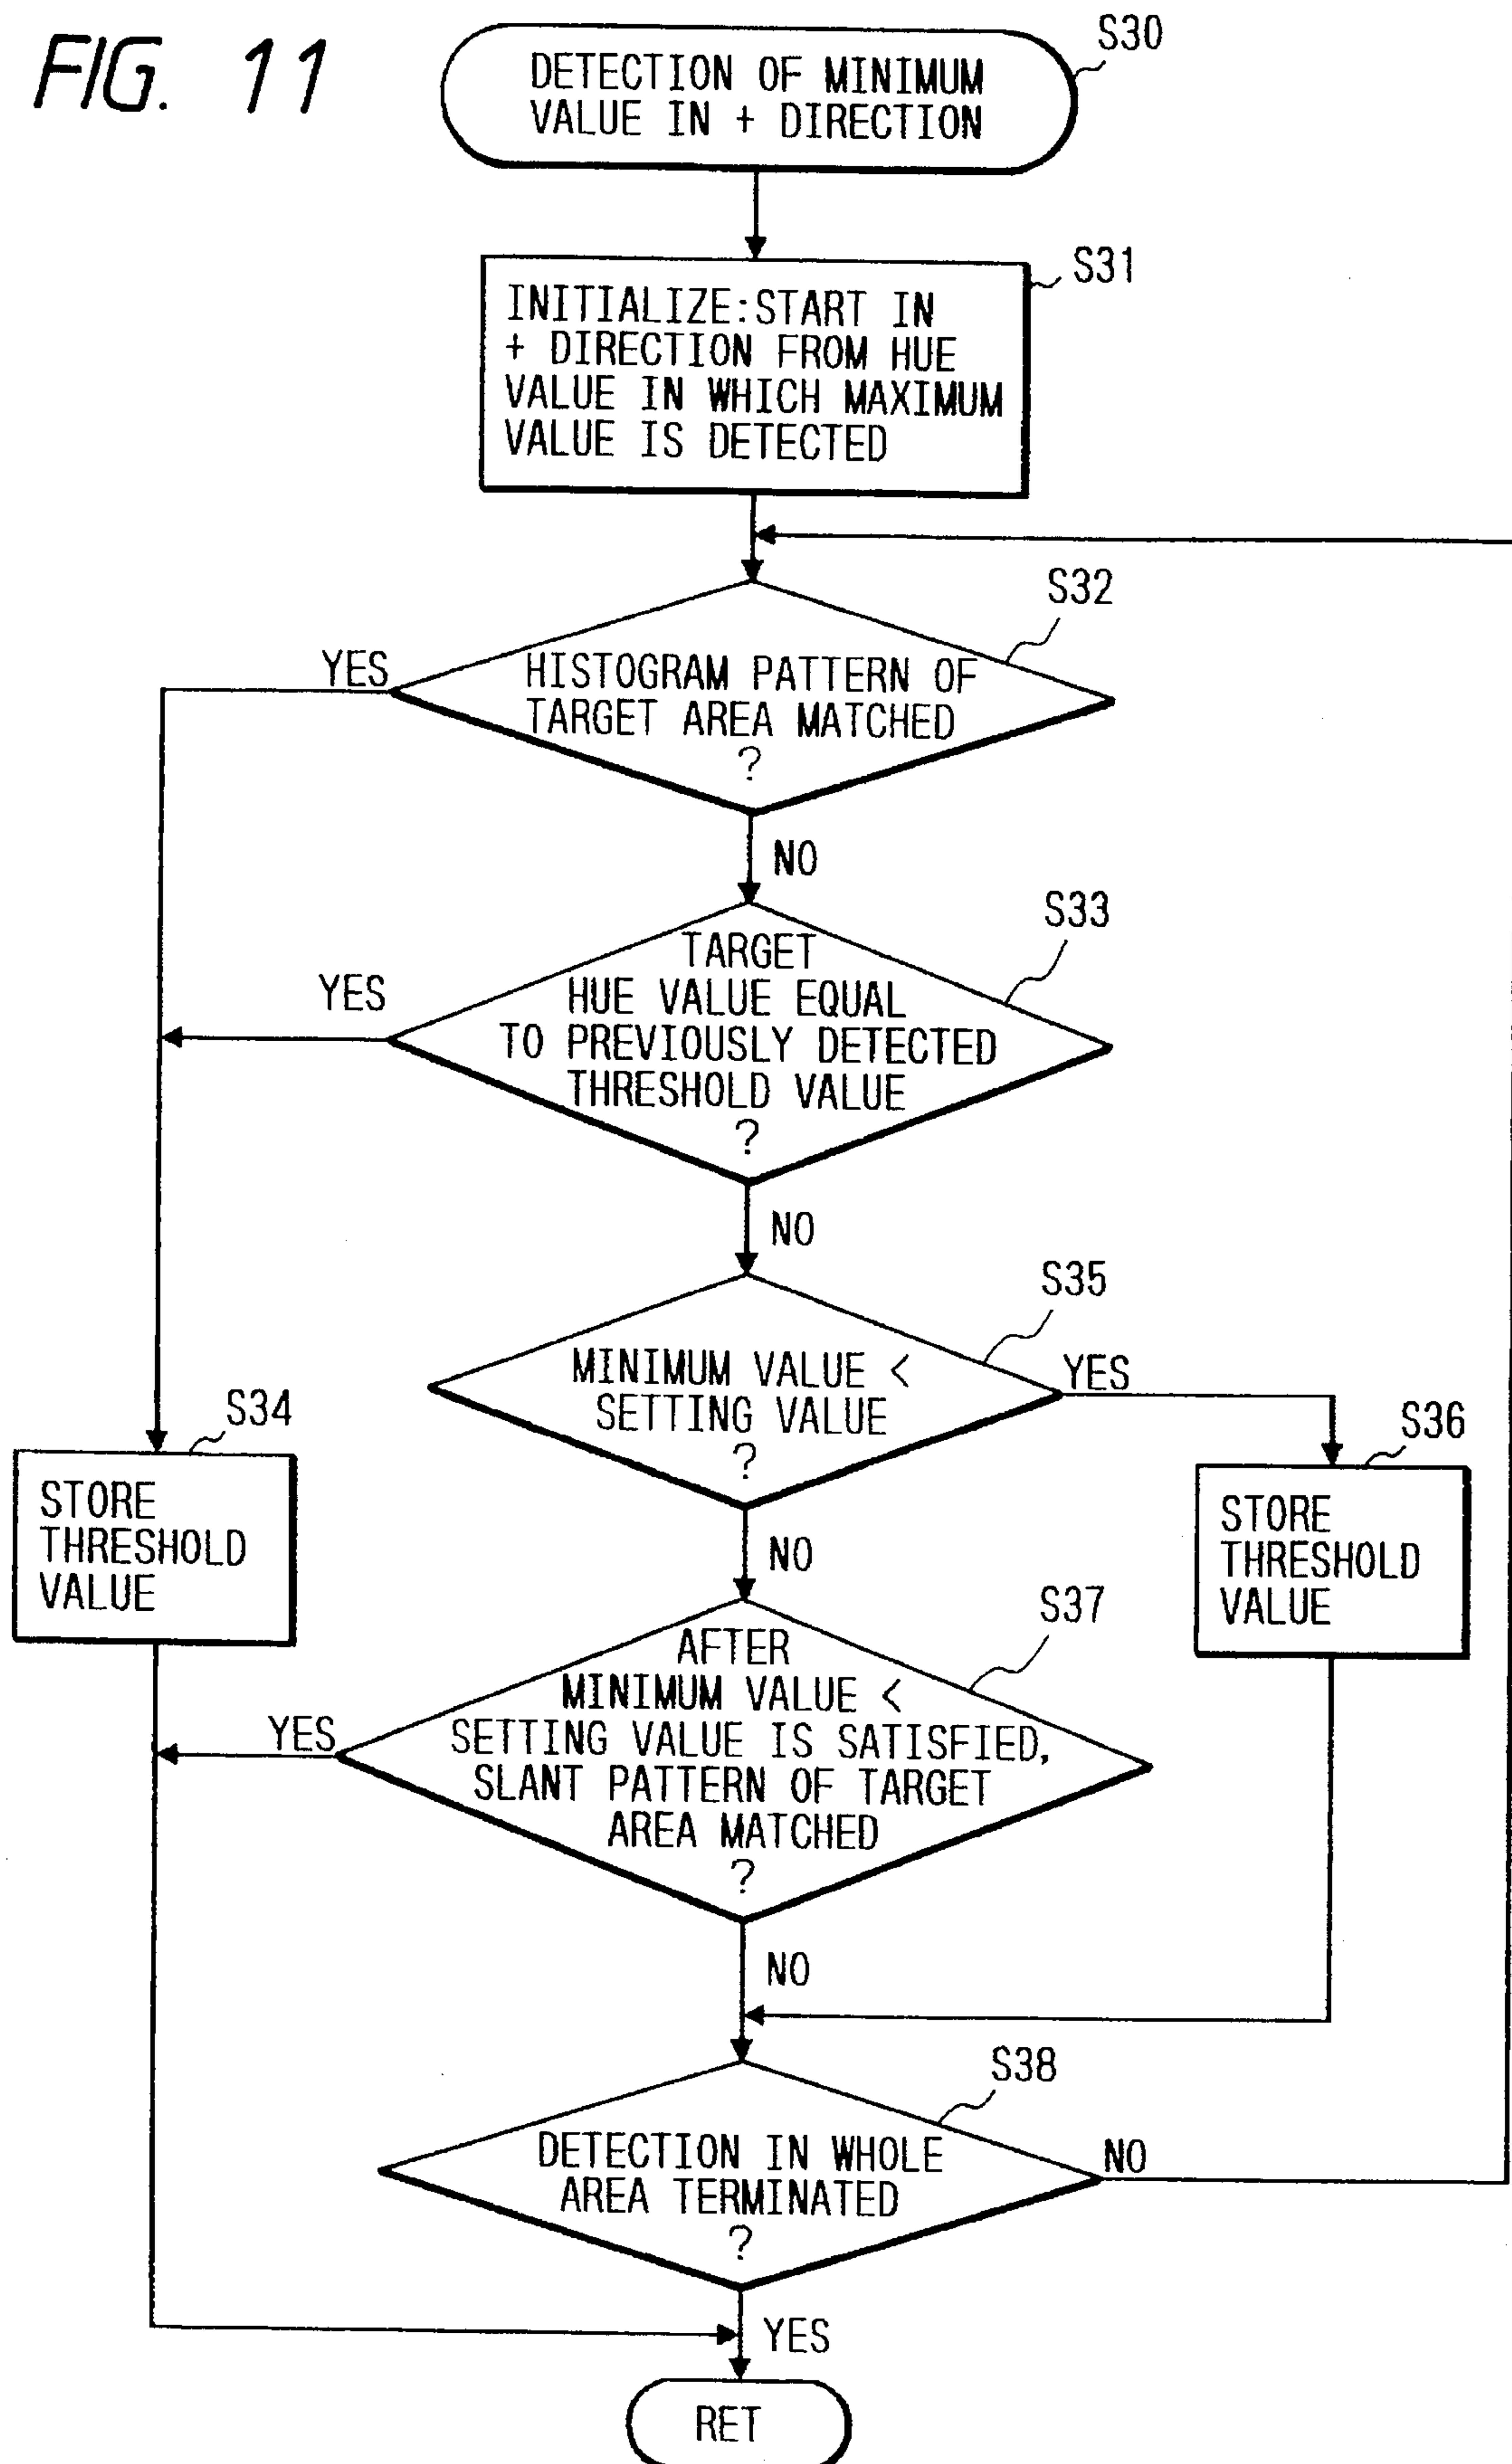 FIG. 11
S30
DETECTION OF MINIMUM
VALUE IN + DIRECTION
S31
INITIALIZE:START IN
+ DIRECTION FROM HUE
VALUE IN WHICH MAXIMUM
VALUE IS DETECTED
S32
YES
HISTOGRAM PATTERN OF
TARGET AREA MATCHED
?
NO
S33
YES
TARGET
HUE VALUE EQUAL
TO PREVIOUSLY DETECTED
THRESHOLD VALUE
?
NO
S35
MINIMUM VALUE <
SETTING VALUE
?
YES
S34
STORE
THRESHOLD
VALUE
S36
STORE
THRESHOLD
VALUE
NO
S37
YES
AFTER
MINIMUM VALUE <
SETTING VALUE IS SATISFIED,
SLANT PATTERN OF TARGET
AREA MATCHED
?
NO
S38
DETECTION IN WHOLE
AREA TERMINATED
?
NO
YES
RET